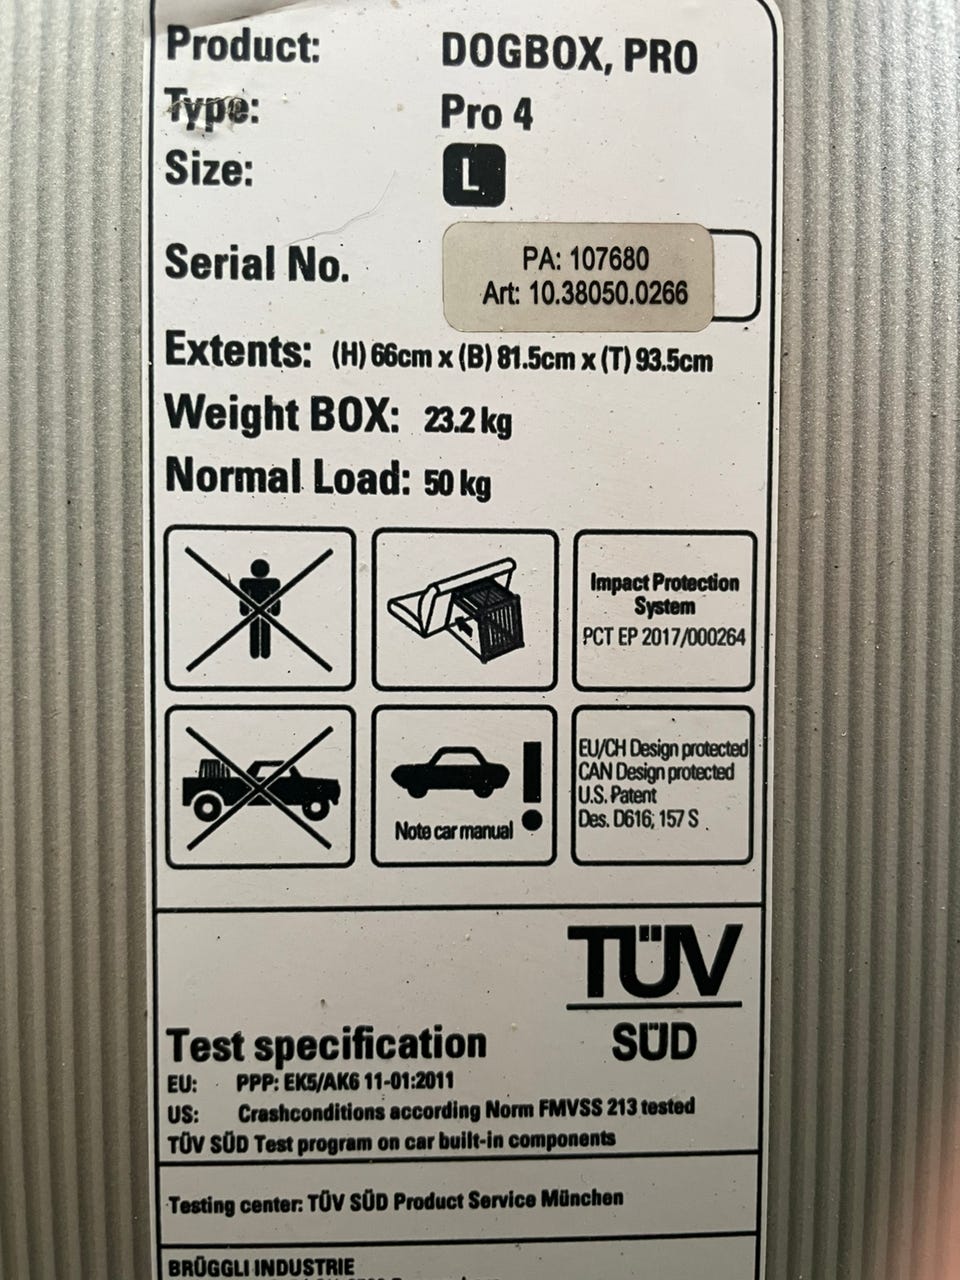 Product: DOGBOX, PRO
Type: Pro 4
Size: L
Serial No. PA: 107680
Art: 10.38050.0266
Extents: (H) 66cm x (B) 81.5cm x (T) 93.5cm
Weight BOX: 23.2 kg
Normal Load: 50 kg
Impact Protection
System
PCT EP 2017/000264
Note car manual !
EU/CH Design protected
CAN Design protected
U.S. Patent
Des. D616, 157 S
TÜV
SÜD
Test specification
EU: PPP: EK5/AK6 11-01:2011
US: Crashconditions according Norm FMVSS 213 tested
TÜV SÜD Test program on car built-in components
Testing center: TÜV SÜD Product Service München
BRÜGGLI INDUSTRIE